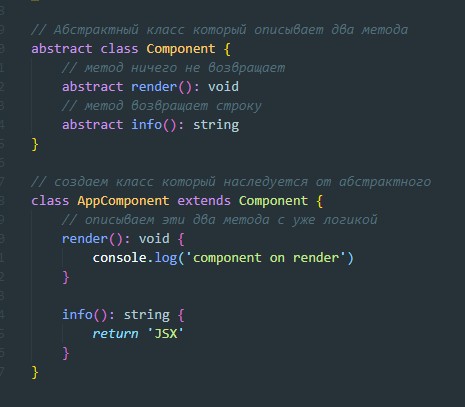 // Абстрактный класс который описывает два метода
abstract class Component {
// метод ничего не возвращает
abstract render(): void
// метод возвращает строку
abstract info(): string
}
// создаем класс который наследуется от абстрактного
class AppComponent extends Component {
// описываем эти два метода с уже логикой
render(): void {
console.log('component on render')
}
info(): string {
return 'JSX'
}
}